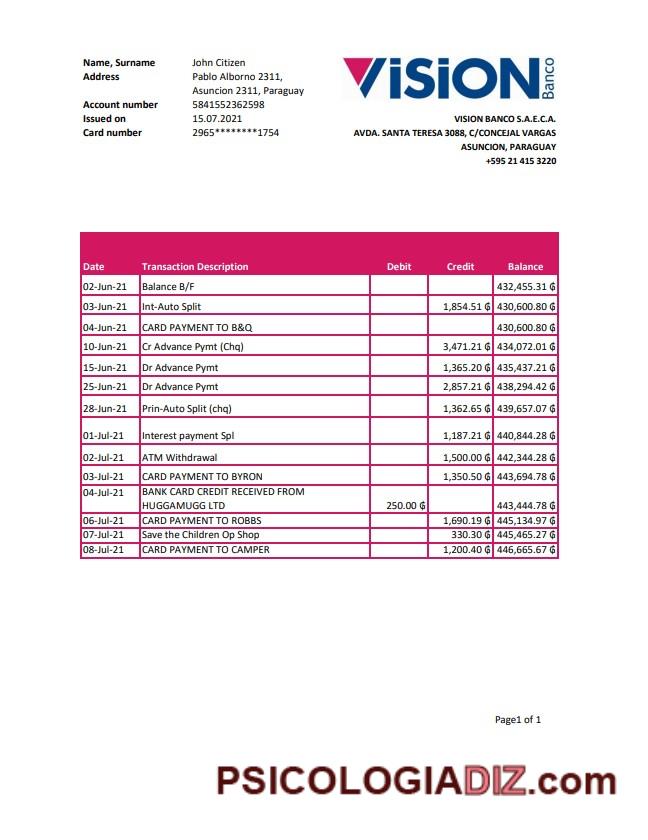 Name, Surname John Citizen
Address Pablo Alborno 2311,
Asuncion 2311, Paraguay
Account number 5841552362598
Issued on 15.07.2021
Card number 2965********1754
VISION Banco
VISION BANCO S.A.E.C.A.
AVDA. SANTA TERESA 3088, C/CONCEJAL VARGAS
ASUNCION, PARAGUAY
+595 21 415 3220
Date Transaction Description Debit Credit Balance
02-Jun-21 Balance B/F 432,455.31 ₲
03-Jun-21 Int-Auto Split 1,854.51 ₲ 430,600.80 ₲
04-Jun-21 CARD PAYMENT TO B&Q 430,600.80 ₲
10-Jun-21 Cr Advance Pymt (Chq) 3,471.21 ₲ 434,072.01 ₲
15-Jun-21 Dr Advance Pymt 1,365.20 ₲ 435,437.21 ₲
25-Jun-21 Dr Advance Pymt 2,857.21 ₲ 438,294.42 ₲
28-Jun-21 Prin-Auto Split (chq) 1,362.65 ₲ 439,657.07 ₲
01-Jul-21 Interest payment Spl 1,187.21 ₲ 440,844.28 ₲
02-Jul-21 ATM Withdrawal 1,500.00 ₲ 442,344.28 ₲
03-Jul-21 CARD PAYMENT TO BYRON 1,350.50 ₲ 443,694.78 ₲
04-Jul-21 BANK CARD CREDIT RECEIVED FROM
HUGGAMUGG LTD 250.00 ₲ 443,444.78 ₲
06-Jul-21 CARD PAYMENT TO ROBBS 1,690.19 ₲ 445,134.97 ₲
07-Jul-21 Save the Children Op Shop 330.30 ₲ 445,465.27 ₲
08-Jul-21 CARD PAYMENT TO CAMPER 1,200.40 ₲ 446,665.67 ₲
Page1 of 1
PSICOLOGIADIZ.com